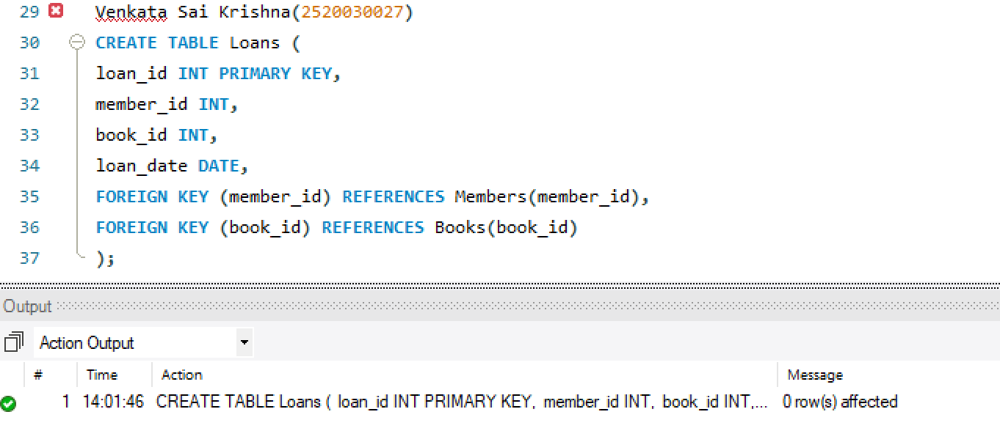 29 Venkata Sai Krishna(2520030027)
30 CREATE TABLE Loans (
31 loan_id INT PRIMARY KEY,
32 member_id INT,
33 book_id INT,
34 loan_date DATE,
35 FOREIGN KEY (member_id) REFERENCES Members(member_id),
36 FOREIGN KEY (book_id) REFERENCES Books(book_id)
37 );
Output
Action Output
# Time Action Message
1 14:01:46 CREATE TABLE Loans ( loan_id INT PRIMARY KEY, member_id INT, book_id INT,... 0 row(s) affected